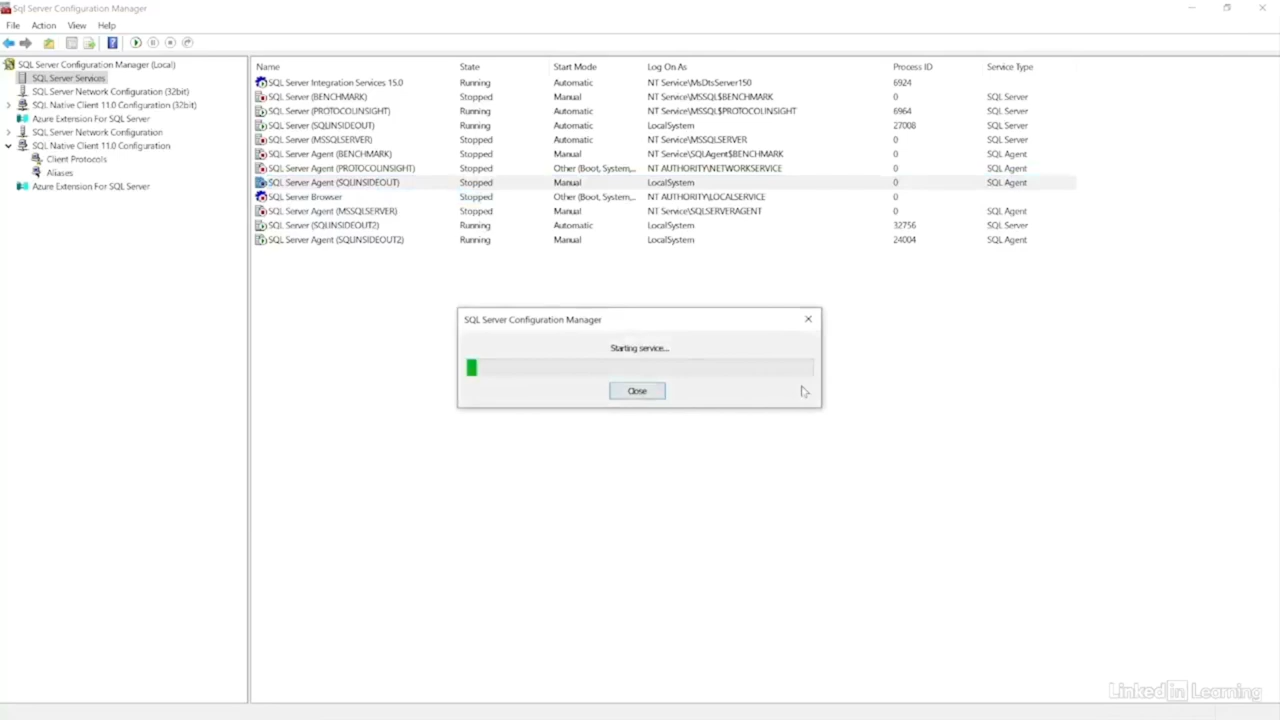 Sql Server Configuration Manager
File Action View Help
SQL Server Configuration Manager (Local)
SQL Server Services
SQL Server Network Configuration (32bit)
SQL Native Client 11.0 Configuration (32bit)
Azure Extension For SQL Server
SQL Server Network Configuration
SQL Native Client 11.0 Configuration
Client Protocols
Aliases
Azure Extension For SQL Server
Name State Start Mode Log On As Process ID Service Type
SQL Server Integration Services 15.0 Running Automatic NT Service\MsDtsServer150 6924
SQL Server (BENCHMARK) Stopped Manual NT Service\MSSQL$BENCHMARK 0 SQL Server
SQL Server (PROTOCOLINSIGHT) Running Automatic NT Service\MSSQL$PROTOCOLINSIGHT 6964 SQL Server
SQL Server (SQLINSIDEOUT) Running Automatic LocalSystem 27008 SQL Server
SQL Server (MSSQLSERVER) Stopped Automatic NT Service\MSSQLSERVER 0 SQL Server
SQL Server Agent (BENCHMARK) Stopped Manual NT Service\SQLAgent$BENCHMARK 0 SQL Agent
SQL Server Agent (PROTOCOLINSIGHT) Stopped Other (Boot, System,... NT AUTHORITY\NETWORKSERVICE 0 SQL Agent
SQL Server Agent (SQLINSIDEOUT) Stopped Manual LocalSystem 0 SQL Agent
SQL Server Browser Stopped Other (Boot, System,... NT AUTHORITY\LOCALSERVICE 0
SQL Server Agent (MSSQLSERVER) Stopped Manual NT Service\SQLSERVERAGENT 0 SQL Agent
SQL Server (SQLINSIDEOUT2) Running Automatic LocalSystem 32756 SQL Server
SQL Server Agent (SQLINSIDEOUT2) Running Manual LocalSystem 24004 SQL Agent
SQL Server Configuration Manager
Starting service...
Close
Linked in Learning